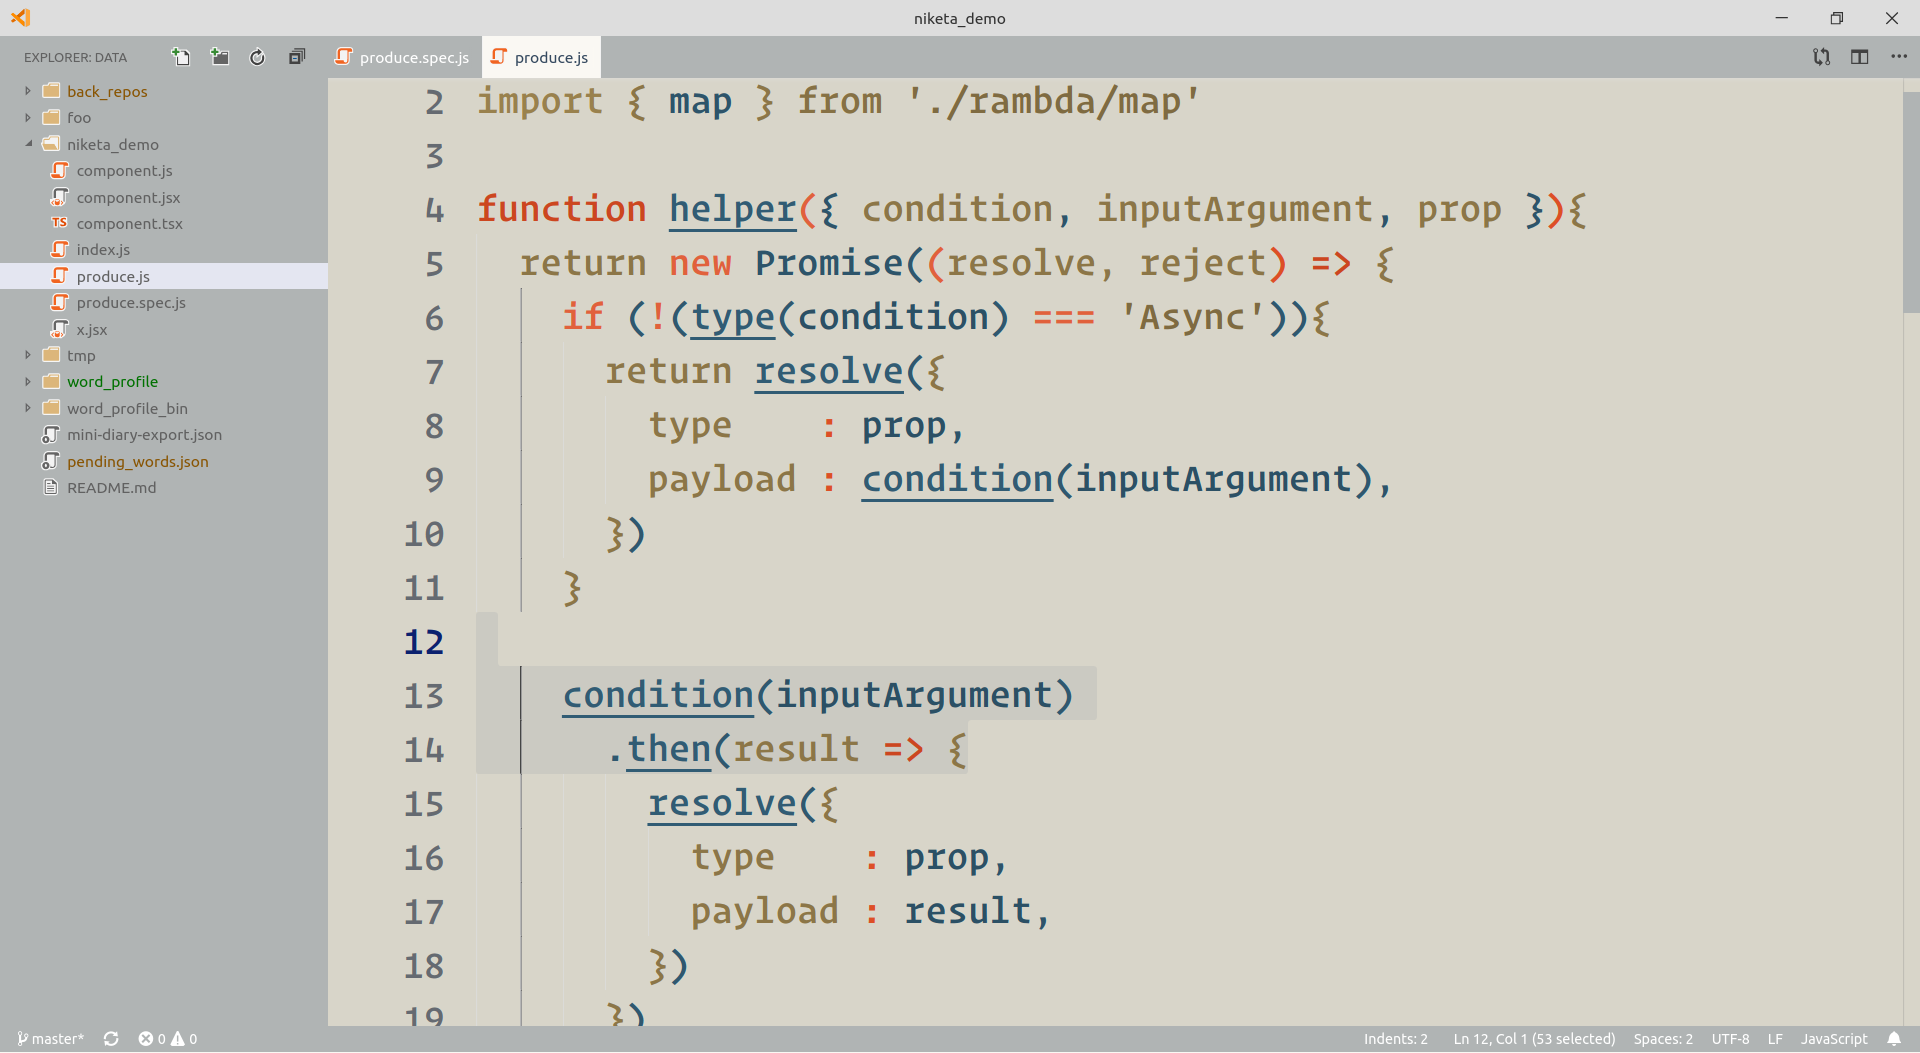 niketa_demo
EXPLORER: DATA
produce.spec.js
produce.js
back_repos
foo
niketa_demo
component.js
component.jsx
TS component.tsx
index.js
produce.js
produce.spec.js
x.jsx
tmp
word_profile
word_profile_bin
mini-diary-export.json
pending_words.json
README.md
2 import { map } from './rambda/map'
3
4 function helper({ condition, inputArgument, prop }){
5   return new Promise((resolve, reject) => {
6     if (!(type(condition) === 'Async')){
7       return resolve({
8         type    : prop,
9         payload : condition(inputArgument),
10       })
11     }
12
13     condition(inputArgument)
14       .then(result => {
15         resolve({
16           type    : prop,
17           payload : result,
18         })
19       })
master* 0 0 Indents: 2 Ln 12, Col 1 (53 selected) Spaces: 2 UTF-8 LF JavaScript